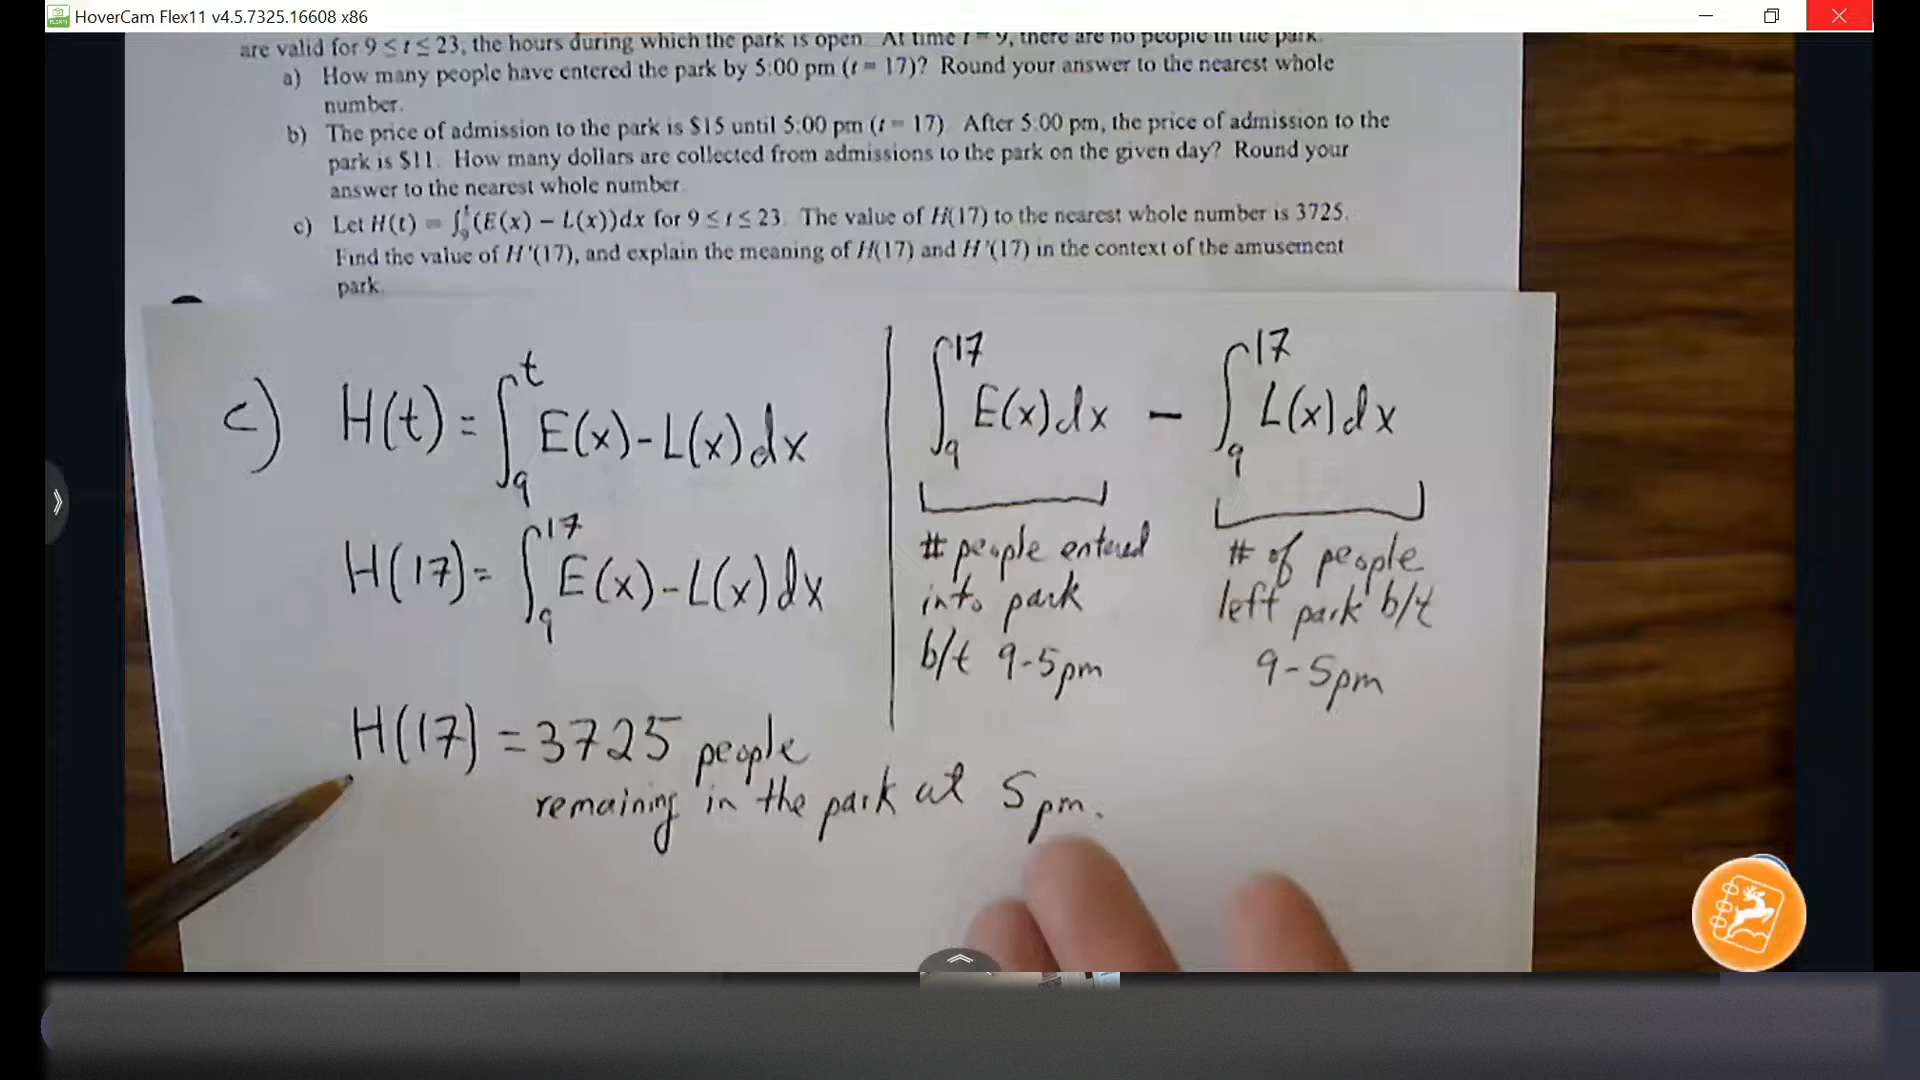 HoverCam Flex11 v4.5.7325.16608 x86
are valid for 9 ≤ t ≤ 23, the hours during which the park is open. At time t = 9, there are no people in the park.
a) How many people have entered the park by 5:00 pm (t = 17)? Round your answer to the nearest whole
number.
b) The price of admission to the park is $15 until 5:00 pm (t = 17). After 5:00 pm, the price of admission to the
park is $11. How many dollars are collected from admissions to the park on the given day? Round your
answer to the nearest whole number.
c) Let H(t) = ∫₉ᵗ(E(x) − L(x))dx for 9 ≤ t ≤ 23. The value of H(17) to the nearest whole number is 3725.
Find the value of H'(17), and explain the meaning of H(17) and H'(17) in the context of the amusement
park.
c) H(t) = ∫₉ᵗ E(x)-L(x)dx
H(17) = ∫₉¹⁷ E(x)-L(x)dx
H(17) = 3725 people
remaining in the park at 5pm.
∫₉¹⁷ E(x)dx - ∫₉¹⁷ L(x)dx
# people entered
into park
b/t 9-5pm
# of people
left park b/t
9-5pm